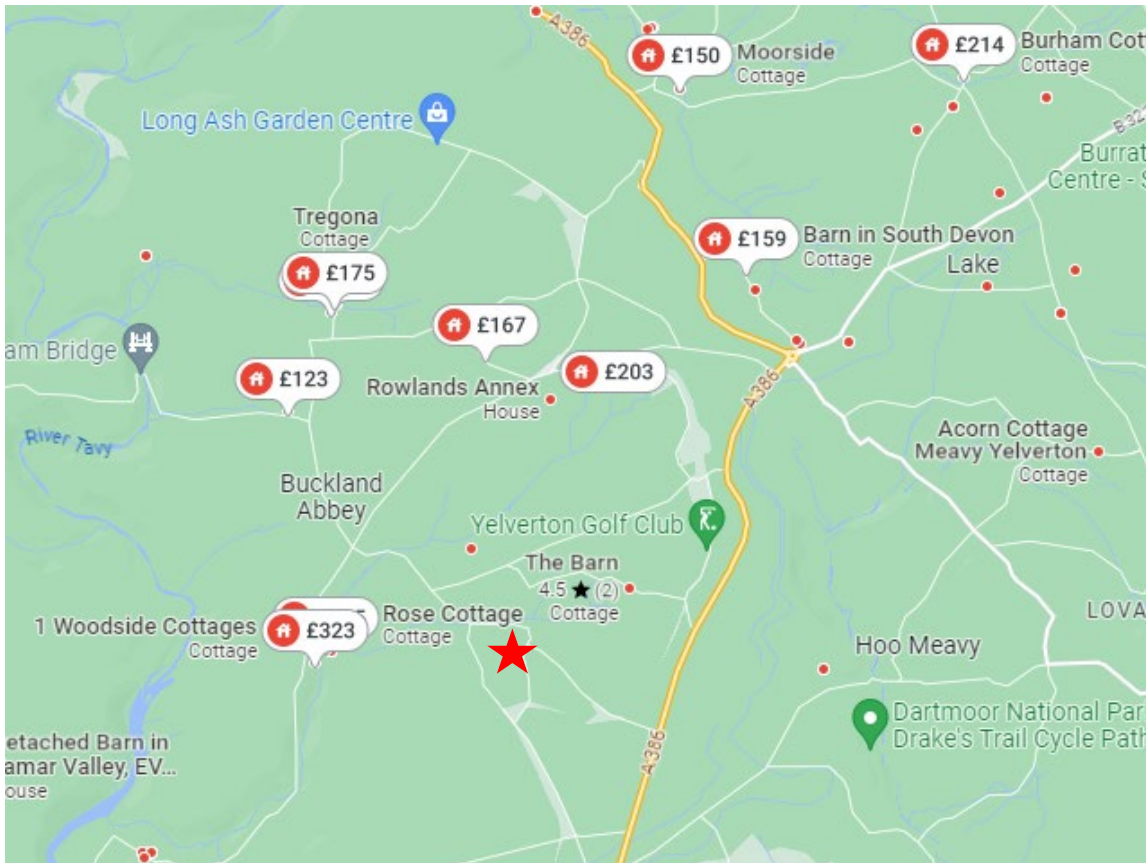 A386
£150
Moorside
Cottage
£214
Burham Cot
Cottage
Long Ash Garden Centre
B 32
Burrat
Centre - S
Tregona
Cottage
£175
£159
Barn in South Devon
Cottage
Lake
£167
am Bridge
£123
Rowlands Annex
House
£203
A386
River Tavy
Acorn Cottage
Meavy Yelverton
Cottage
Buckland
Abbey
Yelverton Golf Club
The Barn
4.5 ★ (2)
Cottage
1 Woodside Cottages
Cottage
£323
Rose Cottage
Cottage
LOVA
Hoo Meavy
Dartmoor National Par
Drake's Trail Cycle Path
A386
etached Barn in
amar Valley, EV...
ouse